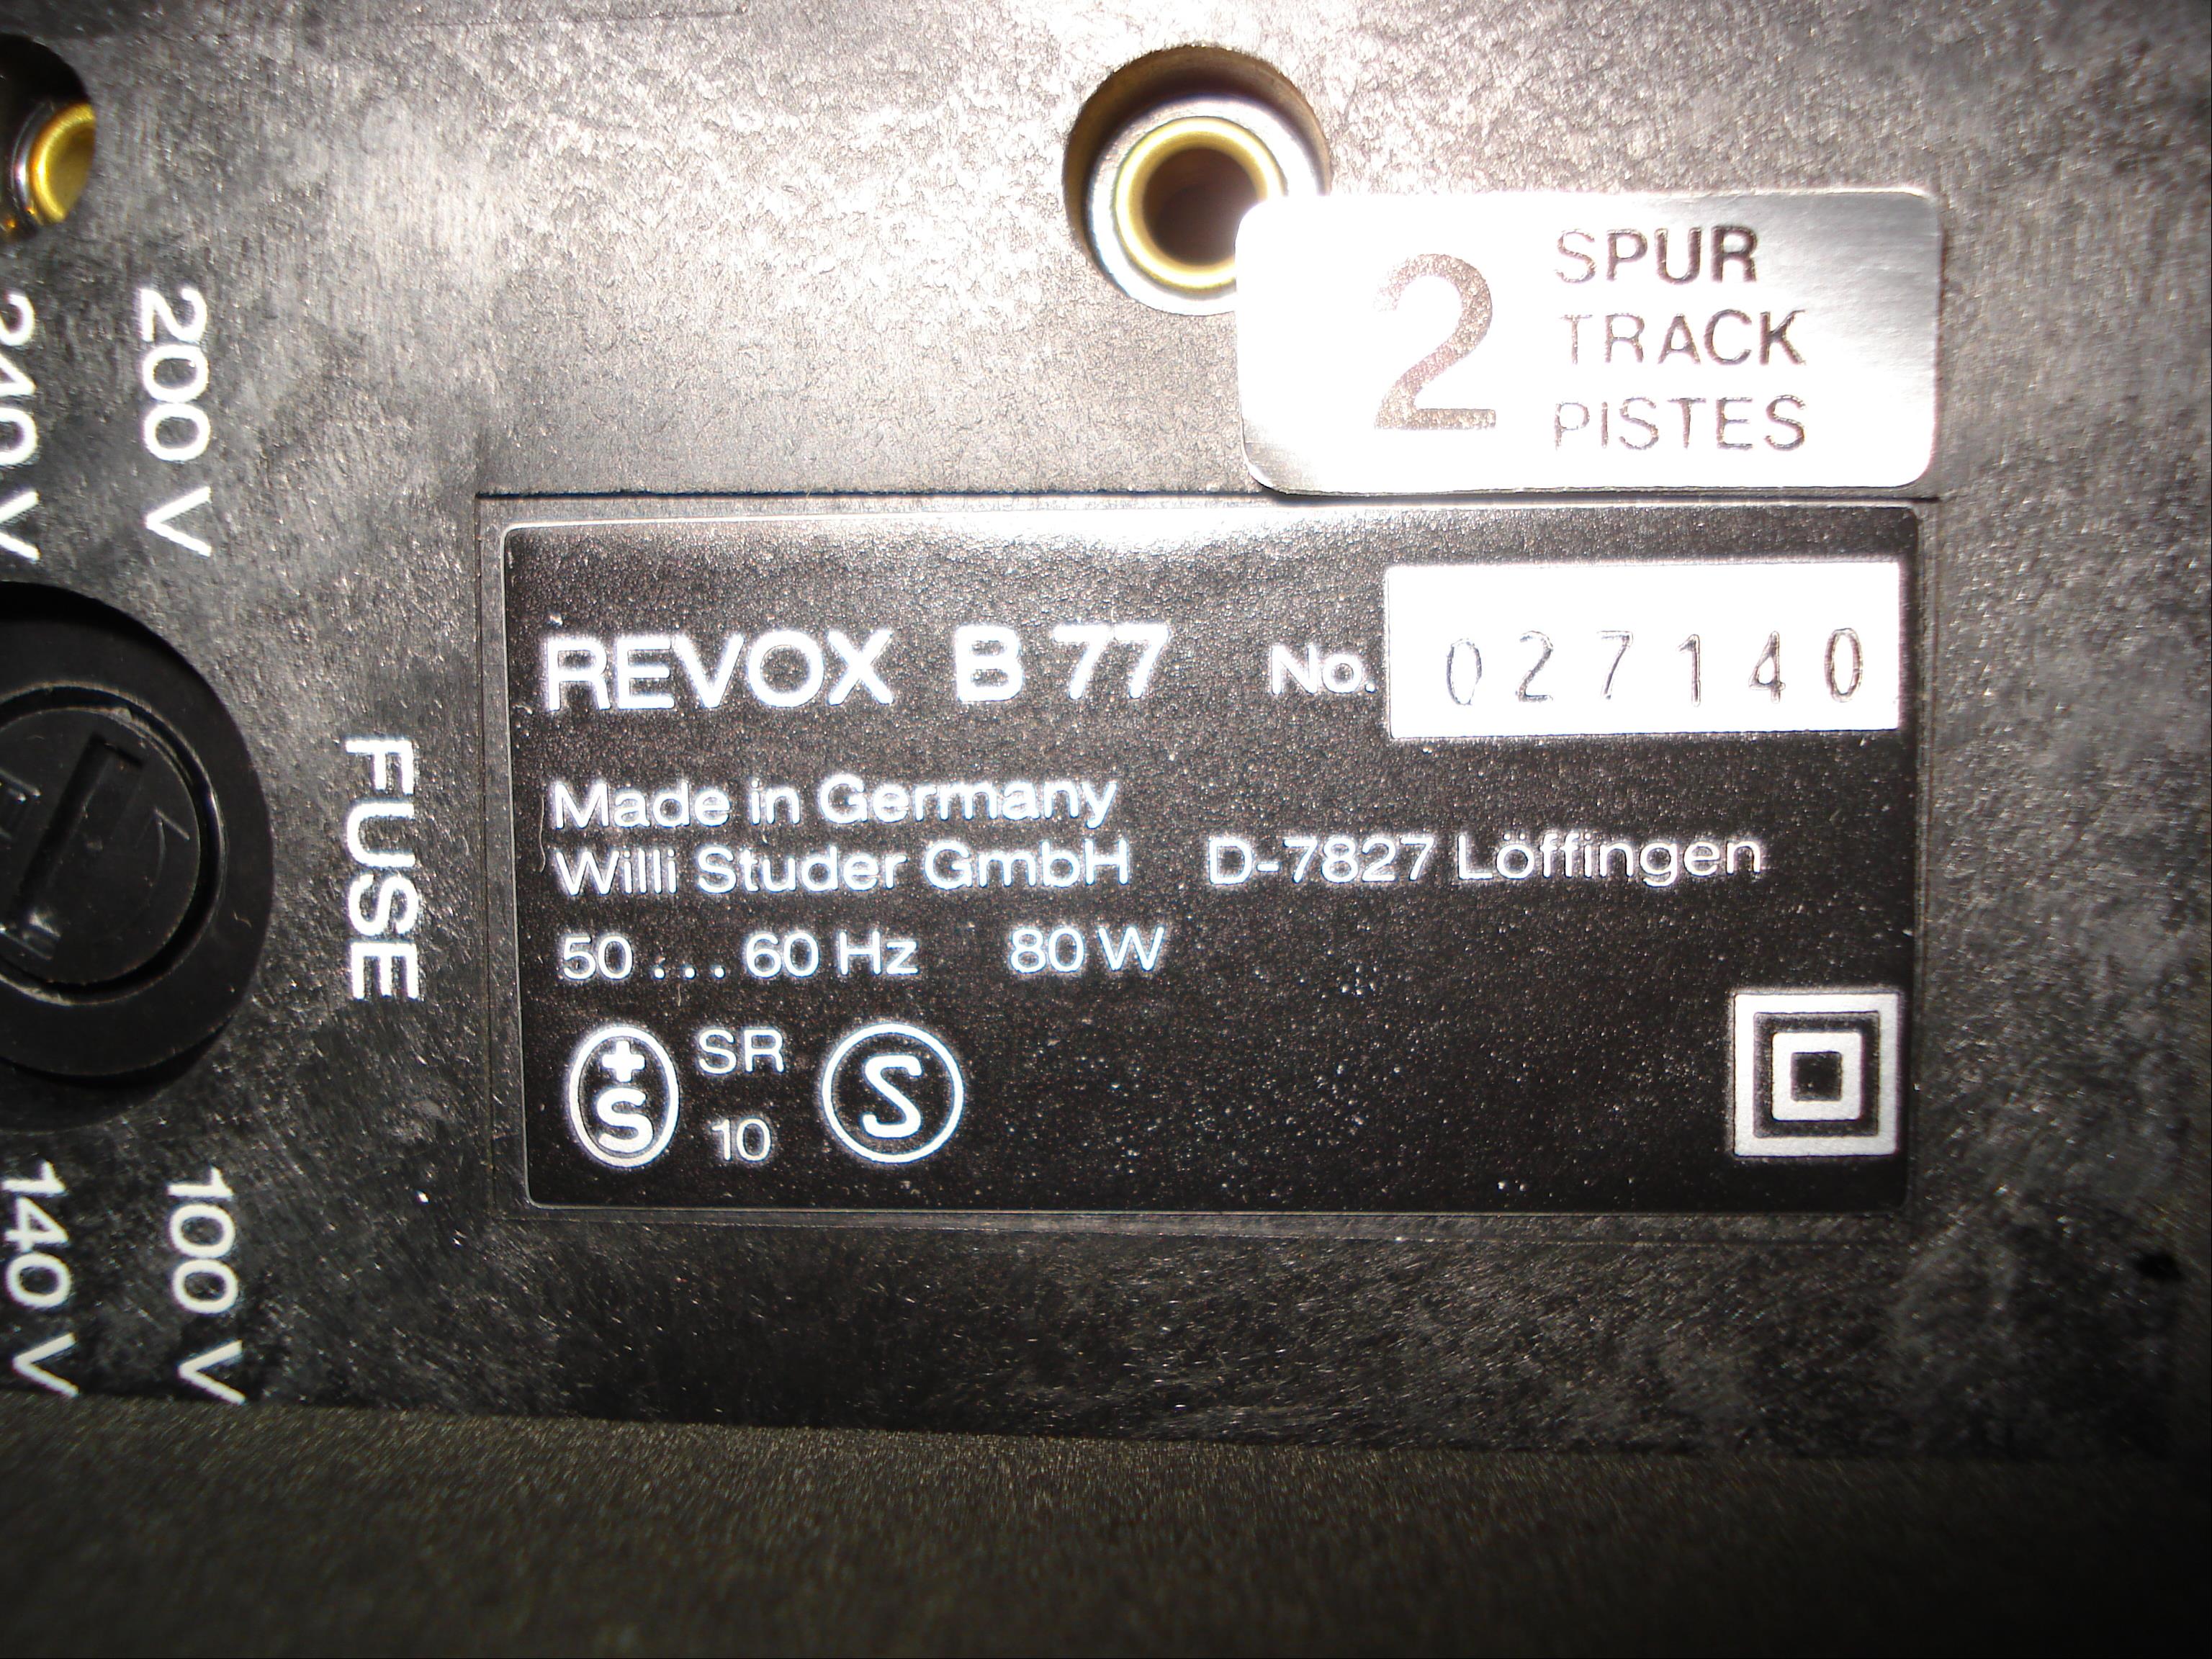 2
SPUR
TRACK
PISTES
REVOX B 77 No. 027140
Made in Germany
Willi Studer GmbH D-7827 Löffingen
50 ... 60 Hz 80 W
+S SR 10 S
200 V
240 V
FUSE
100 V
140 V